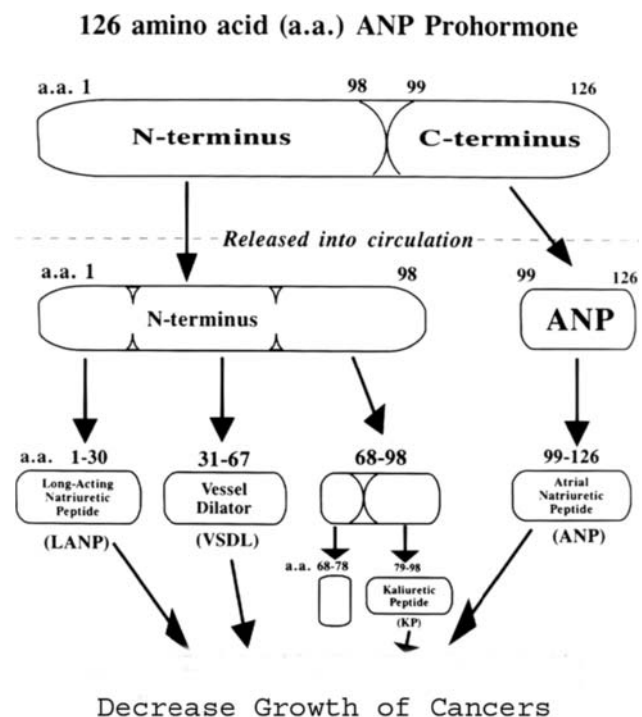 126 amino acid (a.a.) ANP Prohormone
a.a. 1 98 99 126
N-terminus C-terminus
Released into circulation
a.a. 1 98 99 126
N-terminus ANP
a.a. 1-30 31-67 68-98 99-126
Long-Acting
Natriuretic
Peptide
(LANP)
Vessel
Dilator
(VSDL)
Atrial
Natriuretic
Peptide
(ANP)
a.a. 68-78 79-98
Kaliuretic
Peptide
(KP)
Decrease Growth of Cancers